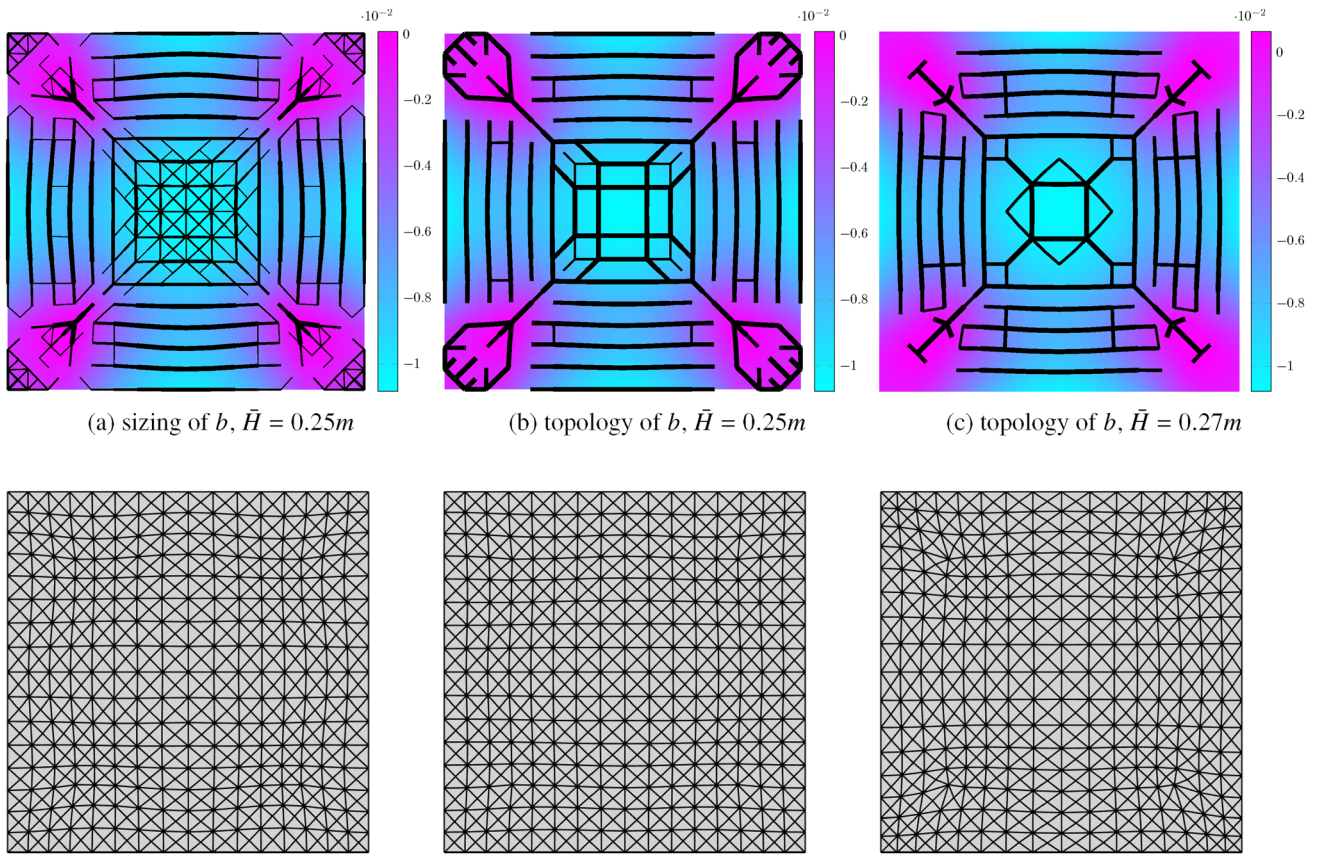 ·10⁻² ·10⁻² ·10⁻²
0 0 0
−0.2 −0.2 −0.2
−0.4 −0.4 −0.4
−0.6 −0.6 −0.6
−0.8 −0.8 −0.8
−1 −1 −1
(a) sizing of b, H̄ = 0.25m (b) topology of b, H̄ = 0.25m (c) topology of b, H̄ = 0.27m